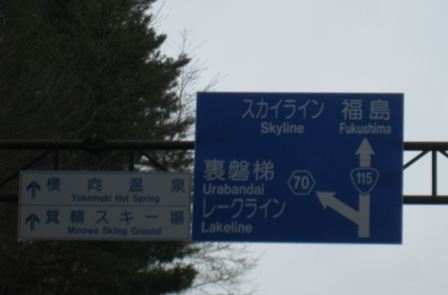 横向温泉
Yokomuki Hot Spring
箕輪スキー場
Minowa Skiing Ground
スカイライン 福島
Skyline Fukushima
裏磐梯
Urabandai
レークライン
Lakeline
70
115